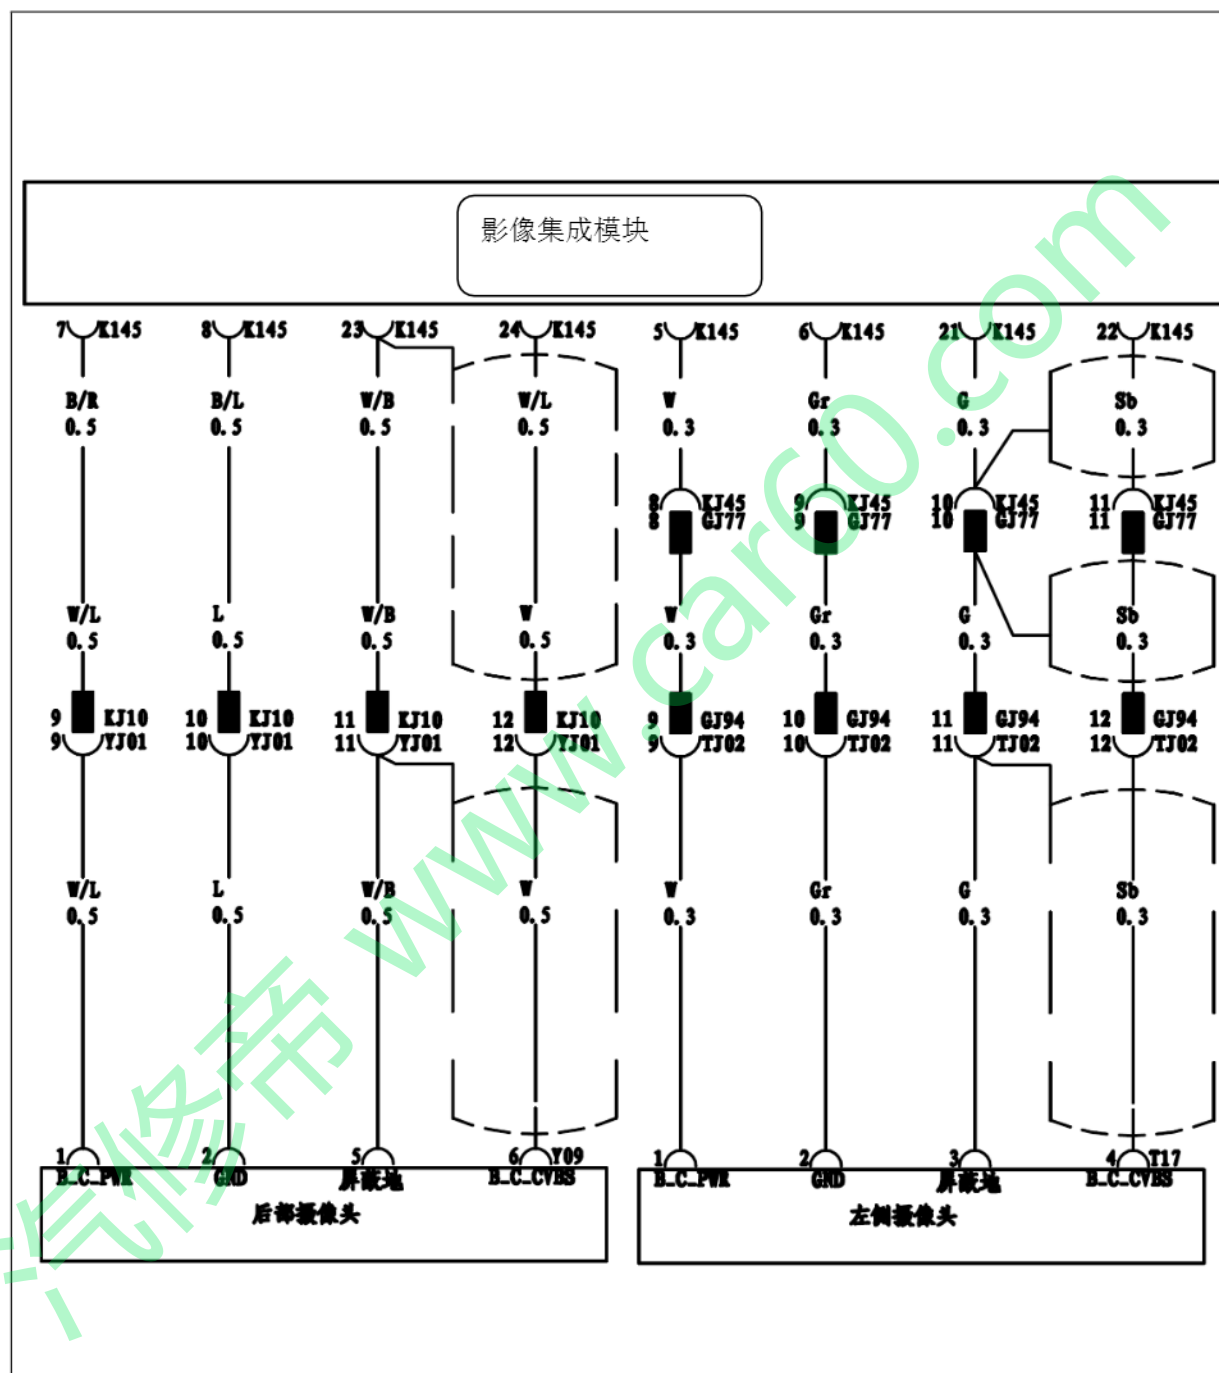 影像集成模块
7 K145 8 K145 23 K145 24 K145 5 K145 6 K145 21 K145 22 K145
B/R B/L W/B W/L W Gr G Sb
0.5 0.5 0.5 0.5 0.3 0.3 0.3 0.3
8 KJ45 9 KJ45 10 KJ45 11 KJ45
8 GJ77 9 GJ77 10 GJ77 11 GJ77
W/L L W/B W W Gr G Sb
0.5 0.5 0.5 0.5 0.3 0.3 0.3 0.3
9 KJ10 10 KJ10 11 KJ10 12 KJ10 9 GJ94 10 GJ94 11 GJ94 12 GJ94
9 YJ01 10 YJ01 11 YJ01 12 YJ01 9 TJ02 10 TJ02 11 TJ02 12 TJ02
W/L L W/B W W Gr G Sb
0.5 0.5 0.5 0.5 0.3 0.3 0.3 0.3
1 2 5 6 Y09 1 2 3 4 T17
B_C_PWR GND 屏蔽地 B_C_CVBS B_C_PWR GND 屏蔽地 B_C_CVBS
后部摄像头 左侧摄像头
汽修帝 www.car60.com